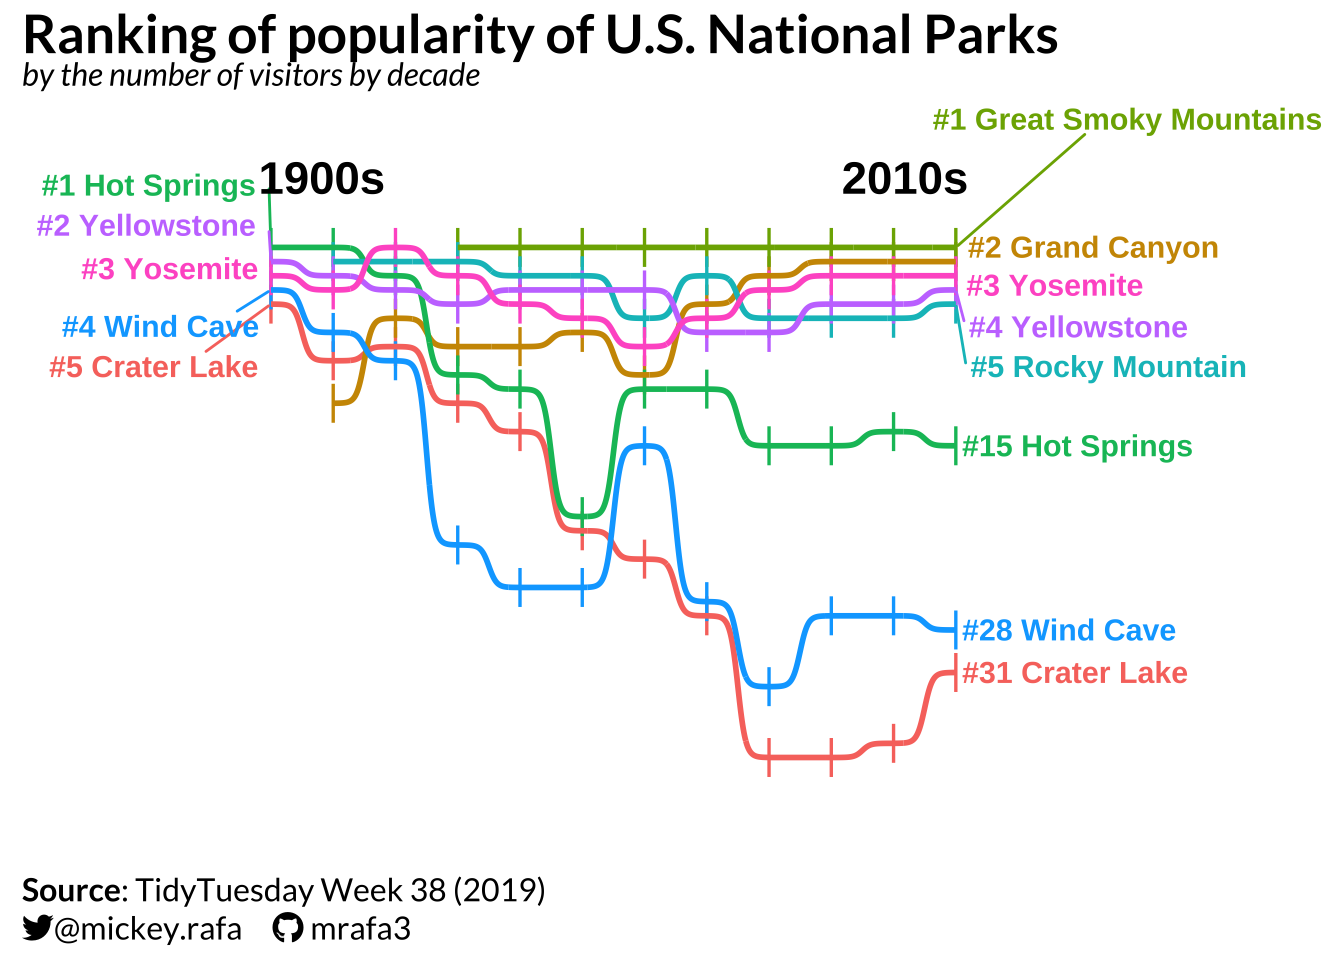 Ranking of popularity of U.S. National Parks
by the number of visitors by decade
#1 Great Smoky Mountains
1900s
2010s
#1 Hot Springs
#2 Yellowstone
#3 Yosemite
#4 Wind Cave
#5 Crater Lake
#2 Grand Canyon
#3 Yosemite
#4 Yellowstone
#5 Rocky Mountain
#15 Hot Springs
#28 Wind Cave
#31 Crater Lake
Source: TidyTuesday Week 38 (2019)
@mickey.rafa mrafa3